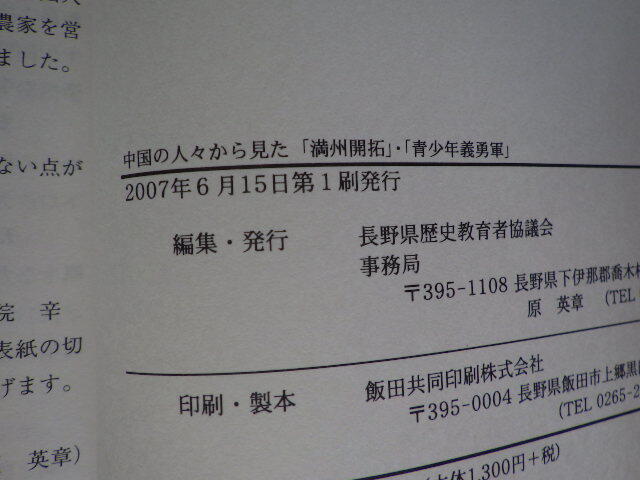 農家を営
ました。
ない点が
院 辛
表紙の切
げます。
英章)
中国の人々から見た「満州開拓」・「青少年義勇軍」
2007年6月15日第1刷発行
編集・発行
長野県歴史教育者協議会
事務局
〒395-1108 長野県下伊那郡喬木村
原 英章 (TEL
印刷・製本
飯田共同印刷株式会社
〒395-0004 長野県飯田市上郷黒
(TEL 0265-2
1,300円+税)